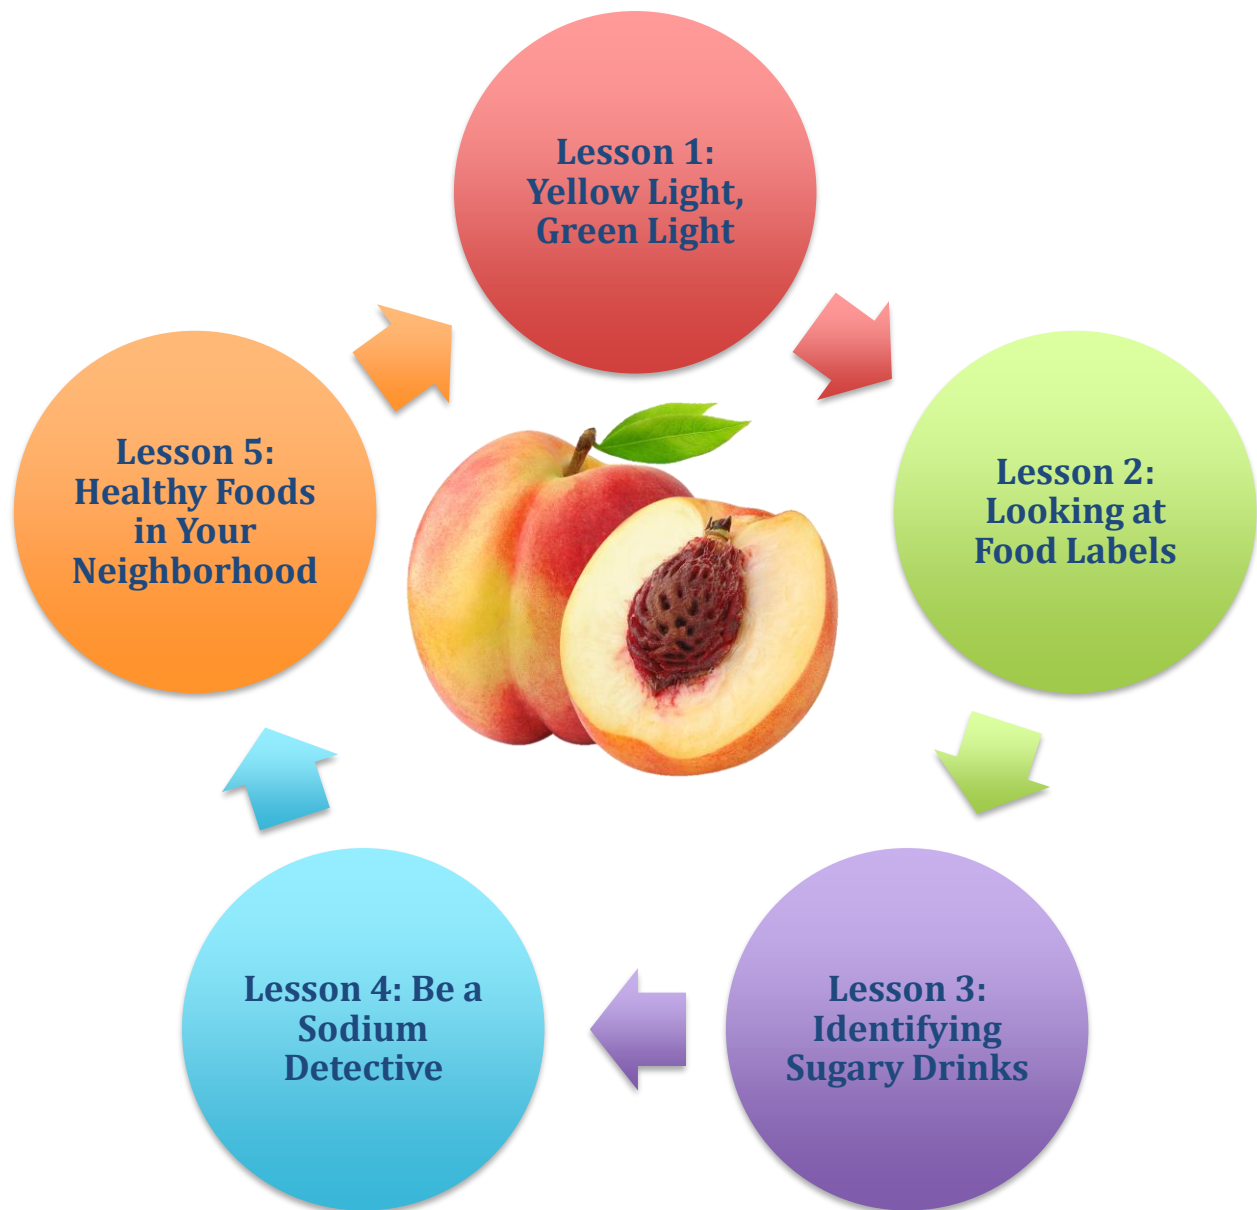 Lesson 1:
Yellow Light,
Green Light
Lesson 2:
Looking at
Food Labels
Lesson 3:
Identifying
Sugary Drinks
Lesson 4: Be a
Sodium
Detective
Lesson 5:
Healthy Foods
in Your
Neighborhood